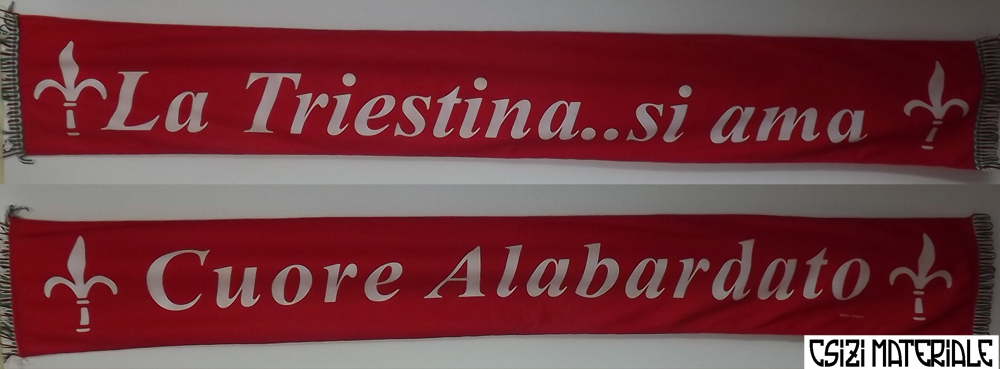 La Triestina..si ama
Cuore Alabardato
CSIZI MATERIALE